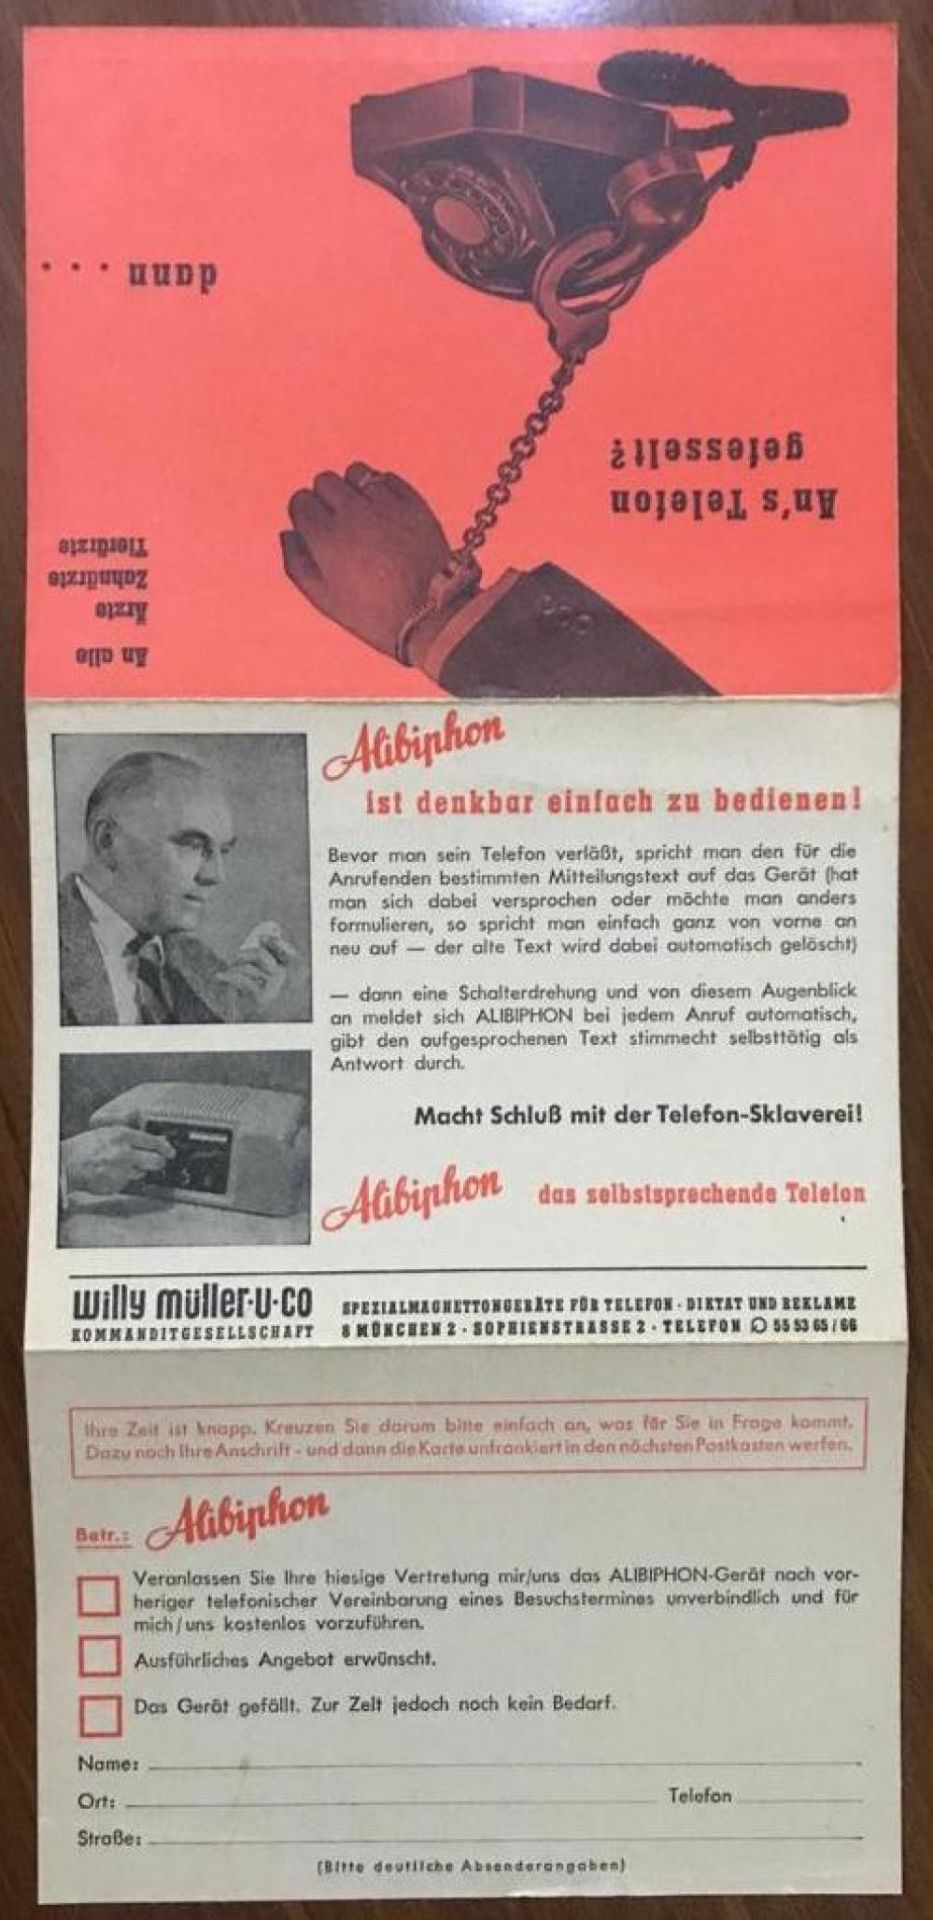 An alle
Ärzte
Zahnärzte
Tierärzte
An's Telefon
gefesselt?
dann ...
Alibiphon
ist denkbar einfach zu bedienen!
Bevor man sein Telefon verläßt, spricht man den für die
Anrufenden bestimmten Mitteilungstext auf das Gerät (hat
man sich dabei versprochen oder möchte man anders
formulieren, so spricht man einfach ganz von vorne an
neu auf — der alte Text wird dabei automatisch gelöscht)
— dann eine Schalterdrehung und von diesem Augenblick
an meldet sich ALIBIPHON bei jedem Anruf automatisch,
gibt den aufgesprochenen Text stimmecht selbsttätig als
Antwort durch.
Macht Schluß mit der Telefon-Sklaverei!
Alibiphon das selbstsprechende Telefon
willy müller·u·co
KOMMANDITGESELLSCHAFT
SPEZIALMAGNETTONGERÄTE FÜR TELEFON · DIKTAT UND REKLAME
8 MÜNCHEN 2 · SOPHIENSTRASSE 2 · TELEFON 55 53 65 / 66
Ihre Zeit ist knapp. Kreuzen Sie darum bitte einfach an, was für Sie in Frage kommt.
Dazu noch Ihre Anschrift - und dann die Karte unfrankiert in den nächsten Postkasten werfen.
Betr.: Alibiphon
Veranlassen Sie Ihre hiesige Vertretung mir/uns das ALIBIPHON-Gerät nach vor-
heriger telefonischer Vereinbarung eines Besuchstermines unverbindlich und für
mich/uns kostenlos vorzuführen.
Ausführliches Angebot erwünscht.
Das Gerät gefällt. Zur Zeit jedoch noch kein Bedarf.
Name:
Ort: Telefon
Straße:
(Bitte deutliche Absenderangaben)